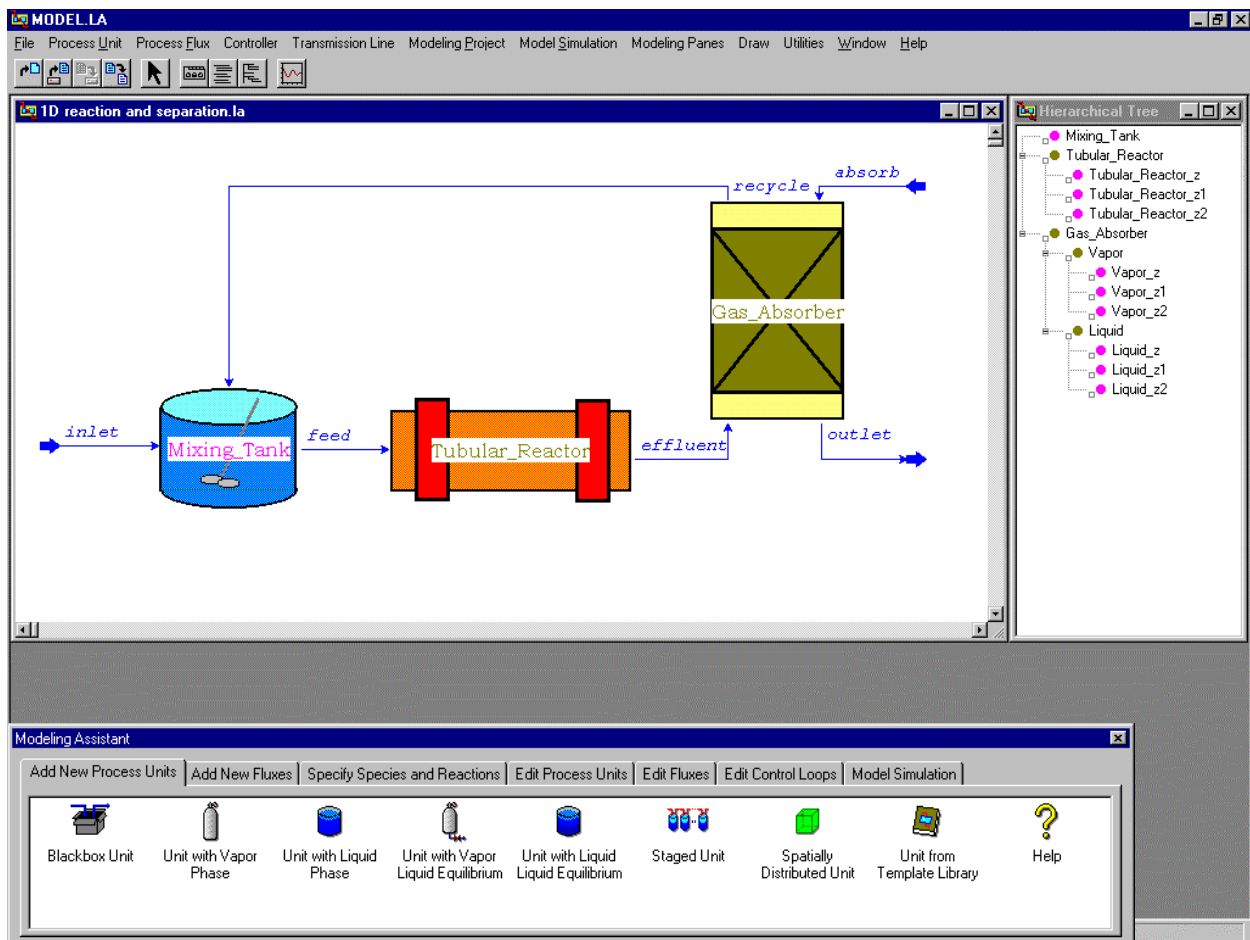 MODEL.LA
File Process Unit Process Flux Controller Transmission Line Modeling Project Model Simulation Modeling Panes Draw Utilities Window Help
1D reaction and separation.la
recycle
absorb
Gas_Absorber
inlet
Mixing_Tank
feed
Tubular_Reactor
effluent
outlet
Hierarchical Tree
Mixing_Tank
Tubular_Reactor
Tubular_Reactor_z
Tubular_Reactor_z1
Tubular_Reactor_z2
Gas_Absorber
Vapor
Vapor_z
Vapor_z1
Vapor_z2
Liquid
Liquid_z
Liquid_z1
Liquid_z2
Modeling Assistant
Add New Process Units Add New Fluxes Specify Species and Reactions Edit Process Units Edit Fluxes Edit Control Loops Model Simulation
Blackbox Unit
Unit with Vapor
Phase
Unit with Liquid
Phase
Unit with Vapor
Liquid Equilibrium
Unit with Liquid
Liquid Equilibrium
Staged Unit
Spatially
Distributed Unit
Unit from
Template Library
Help